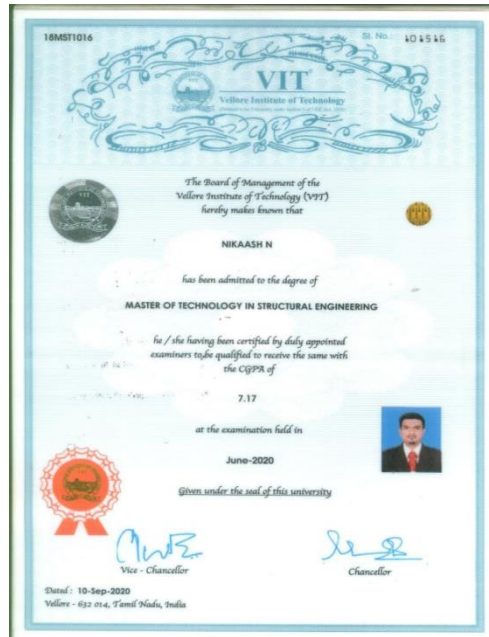 18MST1016
Sl. No.:
VIT
Vellore Institute of Technology
The Board of Management of the
Vellore Institute of Technology (VIT)
hereby makes known that
NIKAASH N
has been admitted to the degree of
MASTER OF TECHNOLOGY IN STRUCTURAL ENGINEERING
he / she having been certified by duly appointed
examiners to be qualified to receive the same with
the CGPA of
7.17
at the examination held in
June-2020
Given under the seal of this university
Vice - Chancellor
Chancellor
Dated : 10-Sep-2020
Vellore - 632 014, Tamil Nadu, India